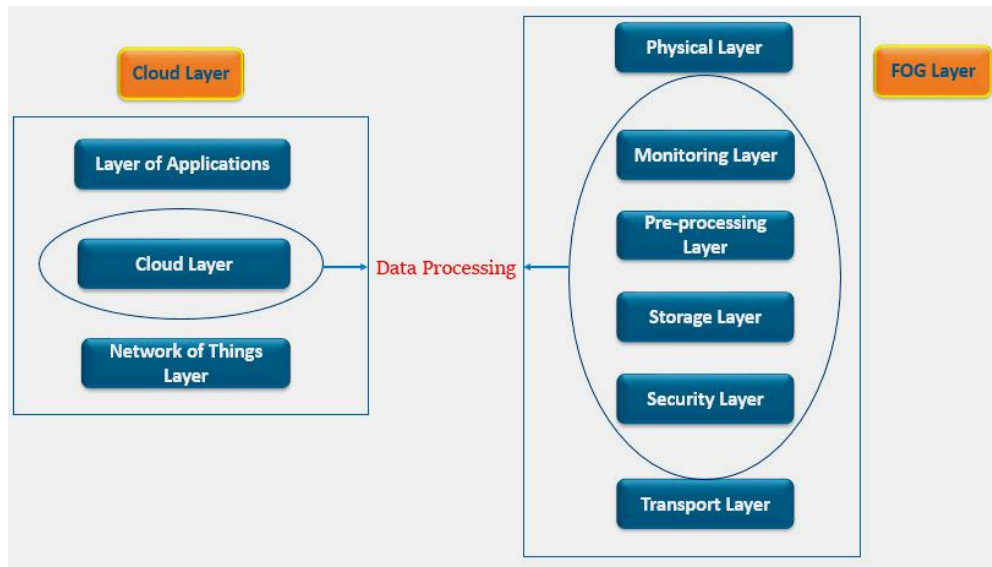 Cloud Layer
Layer of Applications
Cloud Layer
Network of Things
Layer
Data Processing
Physical Layer
Monitoring Layer
Pre-processing
Layer
Storage Layer
Security Layer
Transport Layer
FOG Layer